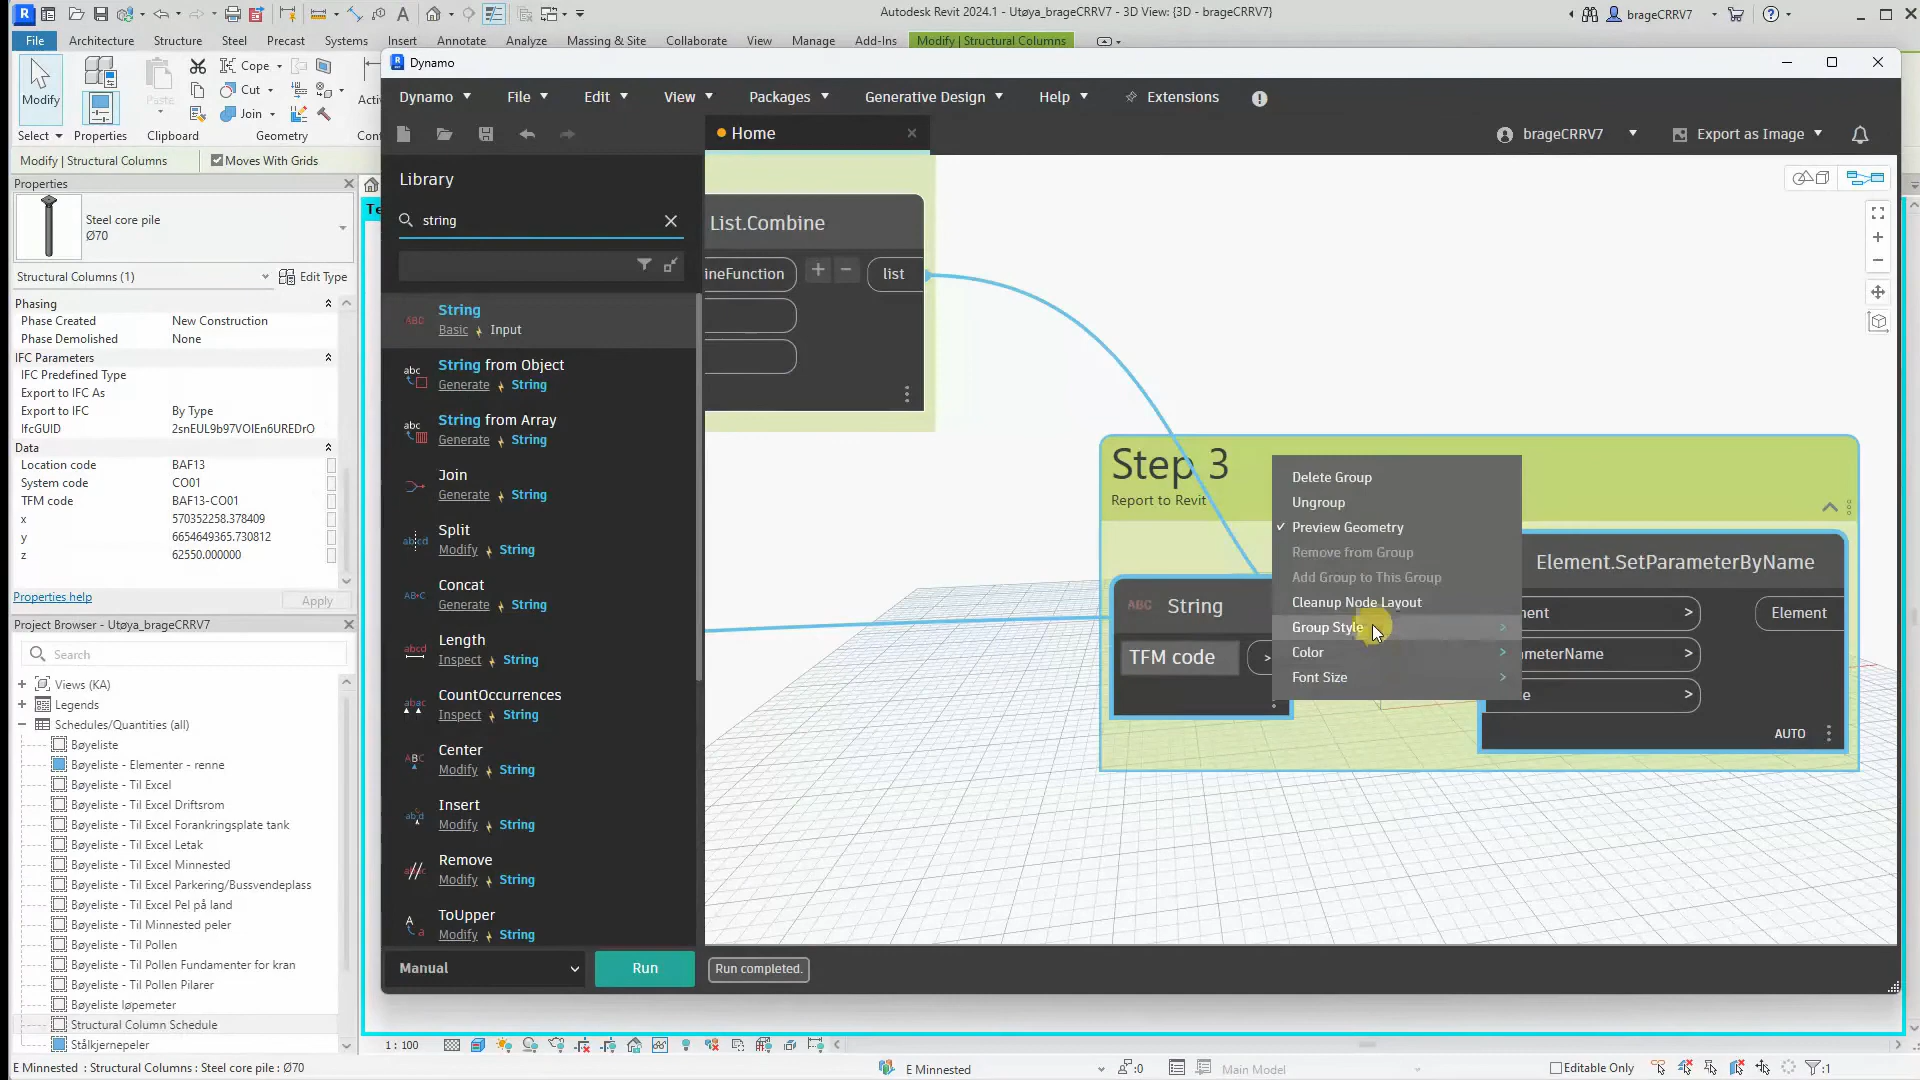 Autodesk Revit 2024.1 - Utøya_brageCRRV7 - 3D View: {3D - brageCRRV7}
brageCRRV7
File Architecture Structure Steel Precast Systems Insert Annotate Analyze Massing & Site Collaborate View Manage Add-Ins Modify | Structural Columns
Modify
Paste
Cope
Cut
Join
Activ
Select Properties Clipboard Geometry Con
Modify | Structural Columns
Moves With Grids
Properties
Steel core pile
Ø70
Structural Columns (1)
Edit Type
Phasing
Phase Created New Construction
Phase Demolished None
IFC Parameters
IFC Predefined Type
Export to IFC As
Export to IFC By Type
IfcGUID 2snEUL9b97VOIEn6UREDrO
Data
Location code BAF13
System code CO01
TFM code BAF13-CO01
x 570352258.378409
y 6664649365.730812
z 62550.000000
Properties help
Apply
Project Browser - Utøya_brageCRRV7
Search
Views (KA)
Legends
Schedules/Quantities (all)
Bøyeliste
Bøyeliste - Elementer - renne
Bøyeliste - Til Excel
Bøyeliste - Til Excel Driftsrom
Bøyeliste - Til Excel Forankringsplate tank
Bøyeliste - Til Excel Letak
Bøyeliste - Til Excel Minnested
Bøyeliste - Til Excel Parkering/Bussvendeplass
Bøyeliste - Til Excel Pel på land
Bøyeliste - Til Minnested peler
Bøyeliste - Til Pollen
Bøyeliste - Til Pollen Fundamenter for kran
Bøyeliste - Til Pollen Pilarer
Bøyeliste løpemeter
Structural Column Schedule
Stålkjernepeler
Te
Dynamo
Dynamo File Edit View Packages Generative Design Help Extensions
Home
brageCRRV7
Export as Image
Library
string
String
Basic Input
String from Object
Generate String
String from Array
Generate String
Join
Generate String
Split
Modify String
Concat
Generate String
Length
Inspect String
CountOccurrences
Inspect String
Center
Modify String
Insert
Modify String
Remove
Modify String
ToUpper
Modify String
Manual
Run
Run completed.
List.Combine
ineFunction
+ -
list
Step 3
Report to Revit
ABC String
TFM code
>
Delete Group
Ungroup
Preview Geometry
Remove from Group
Add Group to This Group
Cleanup Node Layout
Group Style
Color
Font Size
Element.SetParameterByName
ment >
Element
meterName >
e >
AUTO
1 : 100
E Minnested : Structural Columns : Steel core pile : Ø70
E Minnested
:0
Main Model
Editable Only
:1